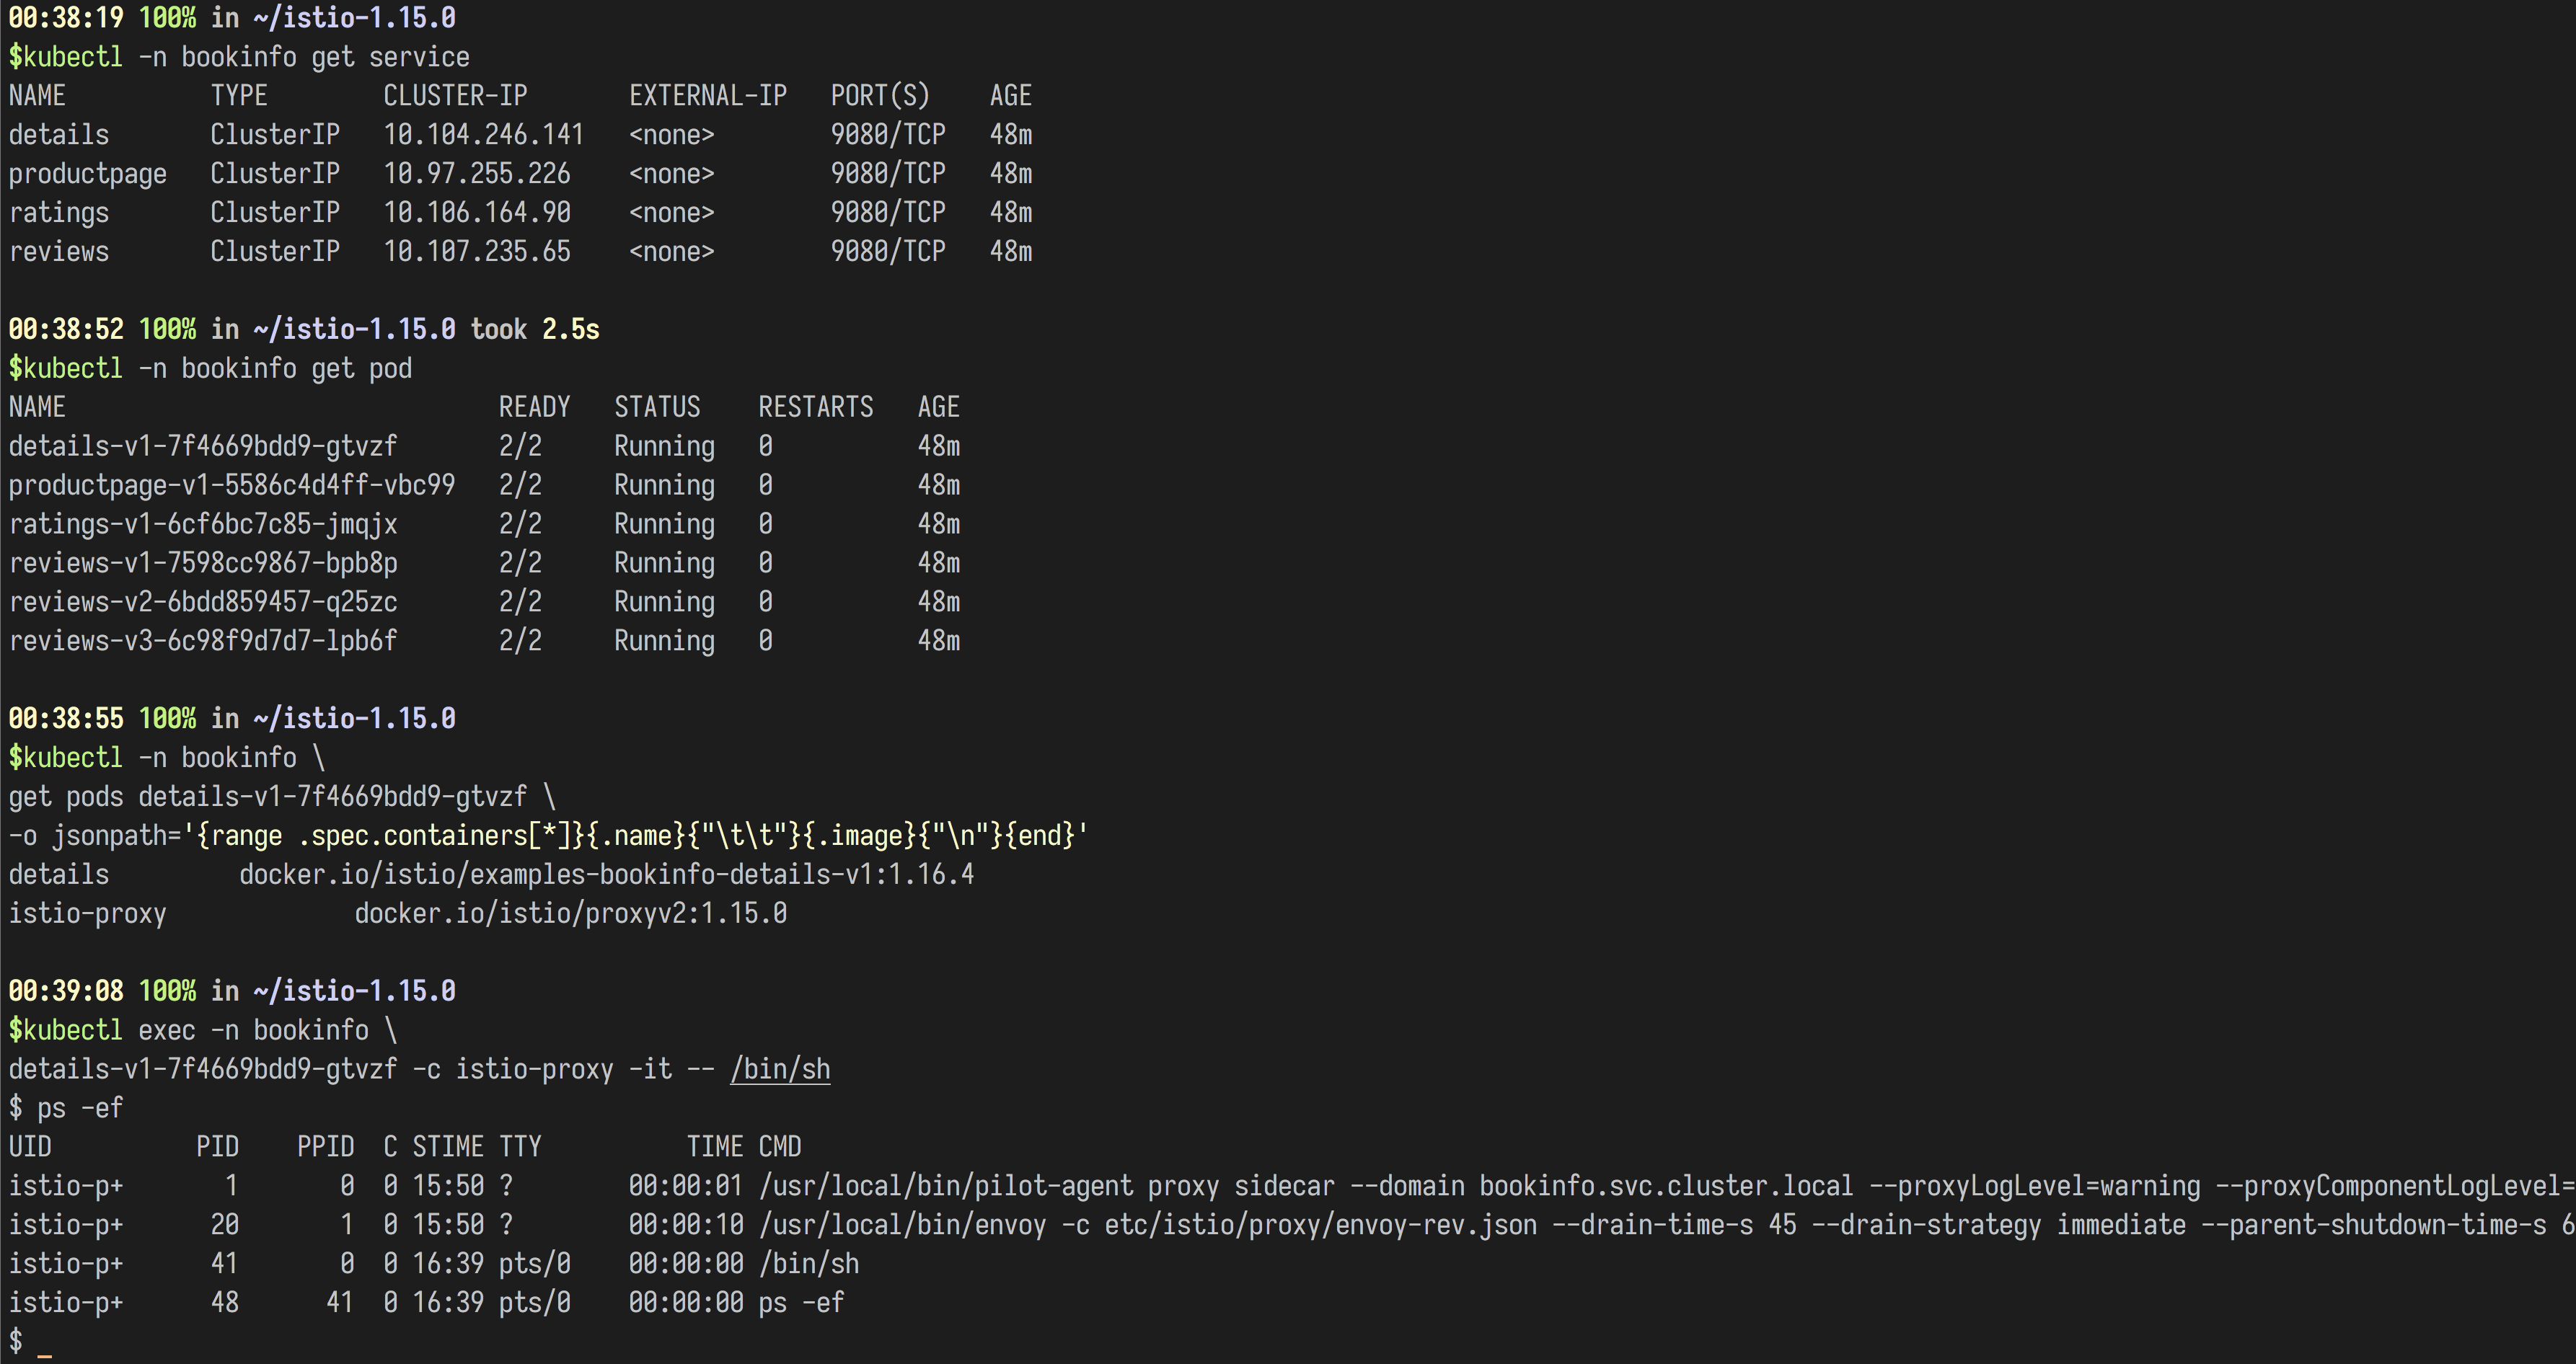 00:38:19 100% in ~/istio-1.15.0
$kubectl -n bookinfo get service
NAME          TYPE        CLUSTER-IP       EXTERNAL-IP   PORT(S)    AGE
details       ClusterIP   10.104.246.141   <none>        9080/TCP   48m
productpage   ClusterIP   10.97.255.226    <none>        9080/TCP   48m
ratings       ClusterIP   10.106.164.90    <none>        9080/TCP   48m
reviews       ClusterIP   10.107.235.65    <none>        9080/TCP   48m
00:38:52 100% in ~/istio-1.15.0 took 2.5s
$kubectl -n bookinfo get pod
NAME                              READY   STATUS    RESTARTS   AGE
details-v1-7f4669bdd9-gtvzf       2/2     Running   0          48m
productpage-v1-5586c4d4ff-vbc99   2/2     Running   0          48m
ratings-v1-6cf6bc7c85-jmqjx       2/2     Running   0          48m
reviews-v1-7598cc9867-bpb8p       2/2     Running   0          48m
reviews-v2-6bdd859457-q25zc       2/2     Running   0          48m
reviews-v3-6c98f9d7d7-lpb6f       2/2     Running   0          48m
00:38:55 100% in ~/istio-1.15.0
$kubectl -n bookinfo \
get pods details-v1-7f4669bdd9-gtvzf \
-o jsonpath='{range .spec.containers[*]}{.name}{"\t\t"}{.image}{"\n"}{end}'
details         docker.io/istio/examples-bookinfo-details-v1:1.16.4
istio-proxy             docker.io/istio/proxyv2:1.15.0
00:39:08 100% in ~/istio-1.15.0
$kubectl exec -n bookinfo \
details-v1-7f4669bdd9-gtvzf -c istio-proxy -it -- /bin/sh
$ ps -ef
UID          PID    PPID  C STIME TTY          TIME CMD
istio-p+       1       0  0 15:50 ?        00:00:01 /usr/local/bin/pilot-agent proxy sidecar --domain bookinfo.svc.cluster.local --proxyLogLevel=warning --proxyComponentLogLevel=
istio-p+      20       1  0 15:50 ?        00:00:10 /usr/local/bin/envoy -c etc/istio/proxy/envoy-rev.json --drain-time-s 45 --drain-strategy immediate --parent-shutdown-time-s 6
istio-p+      41       0  0 16:39 pts/0    00:00:00 /bin/sh
istio-p+      48      41  0 16:39 pts/0    00:00:00 ps -ef
$ _